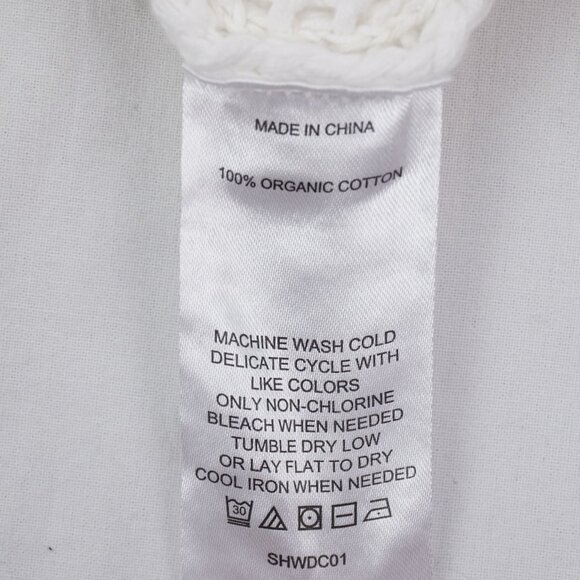 MADE IN CHINA
100% ORGANIC COTTON
MACHINE WASH COLD
DELICATE CYCLE WITH
LIKE COLORS
ONLY NON-CHLORINE
BLEACH WHEN NEEDED
TUMBLE DRY LOW
OR LAY FLAT TO DRY
COOL IRON WHEN NEEDED
30
SHWDC01